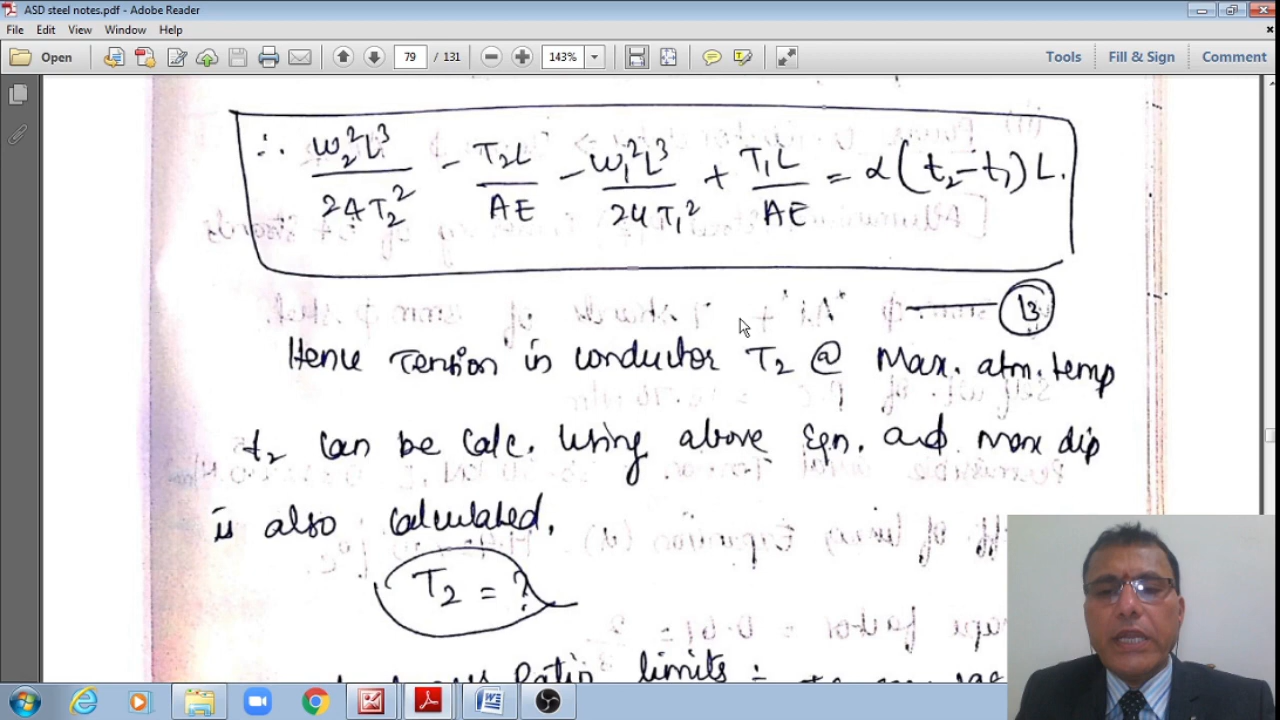 ASD steel notes.pdf - Adobe Reader
File Edit View Window Help
Open 79 / 131 143% Tools Fill & Sign Comment
∴ w₂²L³/24T₂² - T₂L/AE - w₁²L³/24T₁² + T₁L/AE = α(t₂-t₁)L.
13
Hence Tension in conductor T₂ @ Max. atm. temp
t₂ can be calc. Using above Eqn. and max dip
is also calculated.
T₂ = ?
Ratio limits :-